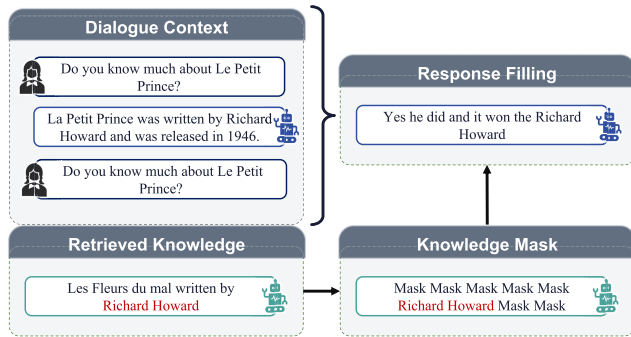 Dialogue Context
Do you know much about Le Petit
Prince?
La Petit Prince was written by Richard
Howard and was released in 1946.
Do you know much about Le Petit
Prince?
Retrieved Knowledge
Les Fleurs du mal written by
Richard Howard
Knowledge Mask
Mask Mask Mask Mask Mask
Richard Howard Mask Mask
Response Filling
Yes he did and it won the Richard
Howard